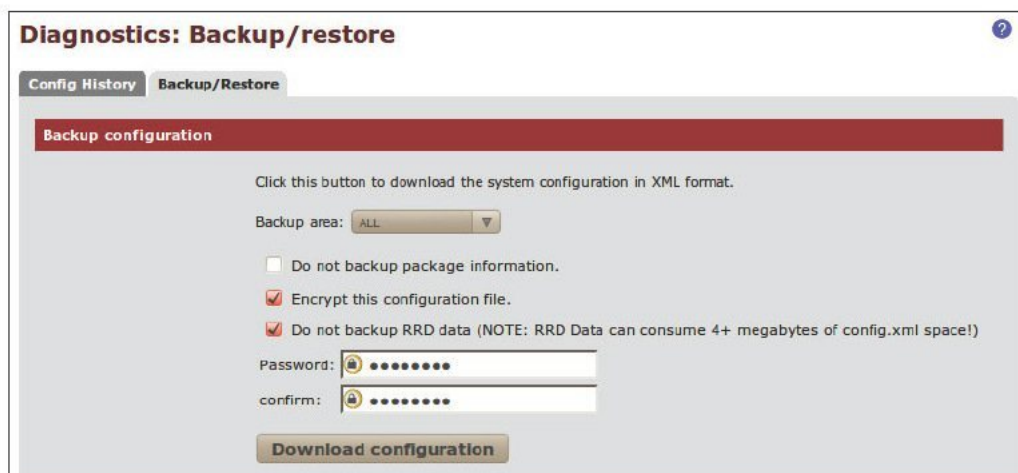 Diagnostics: Backup/restore
?
Config History Backup/Restore
Backup configuration
Click this button to download the system configuration in XML format.
Backup area: ALL
Do not backup package information.
Encrypt this configuration file.
Do not backup RRD data (NOTE: RRD Data can consume 4+ megabytes of config.xml space!)
Password: ••••••••
confirm: ••••••••
Download configuration